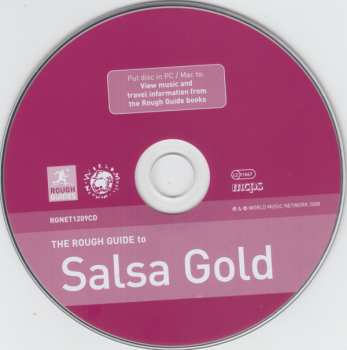 Put disc in PC / Mac to:
View music and
travel information from
the Rough Guide books
ROUGH
GUIDES
mcps
RGNET1209CD
℗ & © WORLD MUSIC NETWORK 2008
THE ROUGH GUIDE to
Salsa Gold